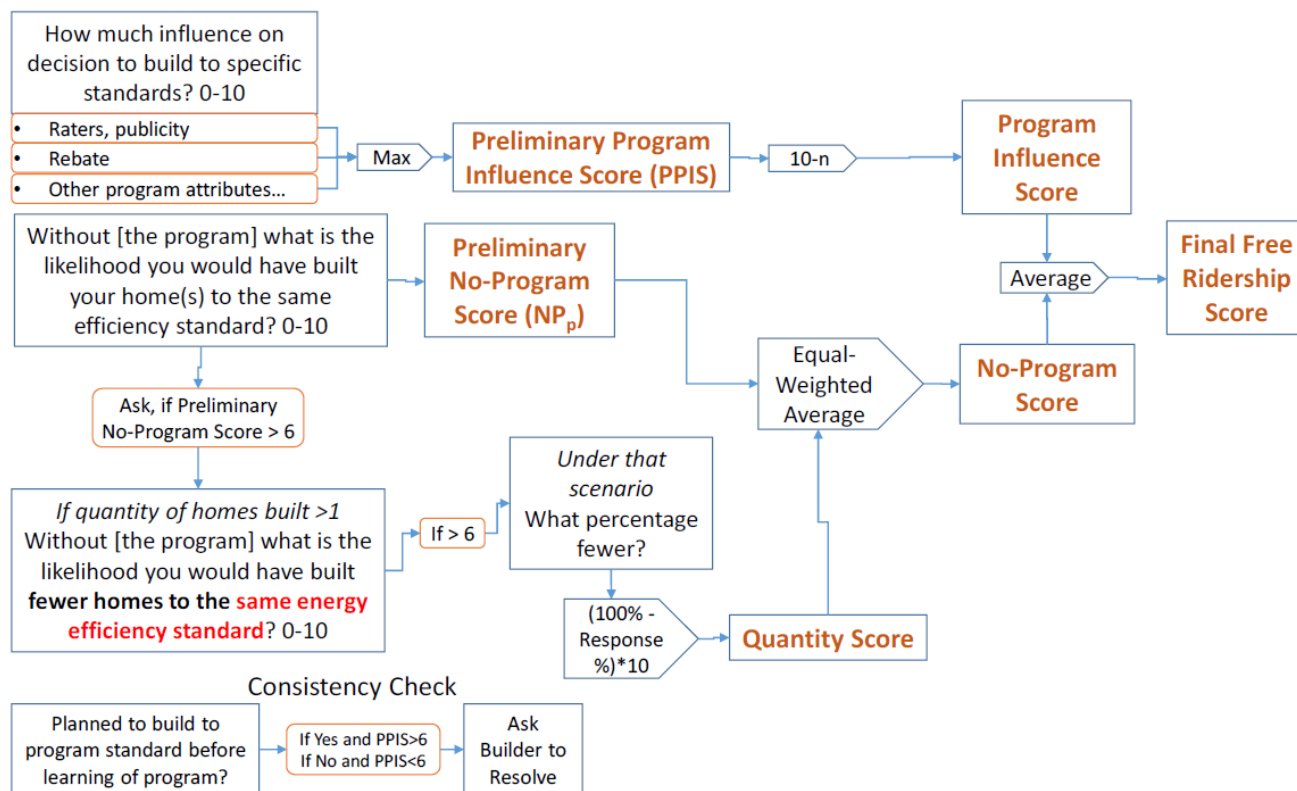 How much influence on
decision to build to specific
standards? 0-10
• Raters, publicity
• Rebate
• Other program attributes…
Max
Preliminary Program
Influence Score (PPIS)
10-n
Program
Influence
Score
Without [the program] what is the
likelihood you would have built
your home(s) to the same
efficiency standard? 0-10
Preliminary
No-Program
Score (NPp)
Average
Final Free
Ridership
Score
Equal-
Weighted
Average
No-Program
Score
Ask, if Preliminary
No-Program Score > 6
If quantity of homes built >1
Without [the program] what is the
likelihood you would have built
fewer homes to the same energy
efficiency standard? 0-10
If > 6
Under that
scenario
What percentage
fewer?
(100% -
Response
%)*10
Quantity Score
Consistency Check
Planned to build to
program standard before
learning of program?
If Yes and PPIS>6
If No and PPIS<6
Ask
Builder to
Resolve